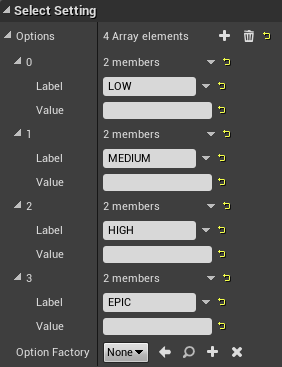 Select Setting
Options 4 Array elements
0 2 members
Label LOW
Value
1 2 members
Label MEDIUM
Value
2 2 members
Label HIGH
Value
3 2 members
Label EPIC
Value
Option Factory None